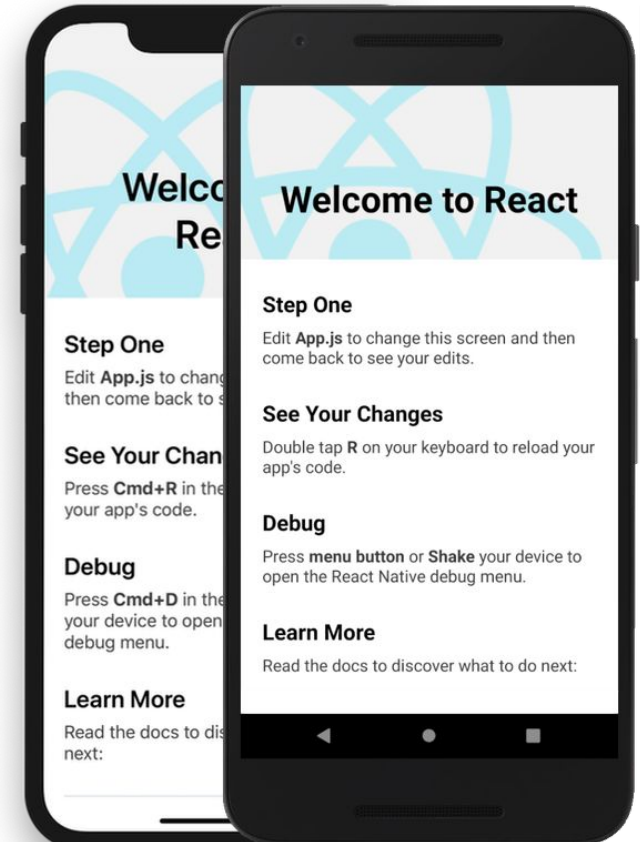 Welc
Re
Step One
Edit App.js to chang
then come back to s
See Your Chan
Press Cmd+R in the
your app's code.
Debug
Press Cmd+D in the
your device to open
debug menu.
Learn More
Read the docs to dis
next:
Welcome to React
Step One
Edit App.js to change this screen and then
come back to see your edits.
See Your Changes
Double tap R on your keyboard to reload your
app's code.
Debug
Press menu button or Shake your device to
open the React Native debug menu.
Learn More
Read the docs to discover what to do next: